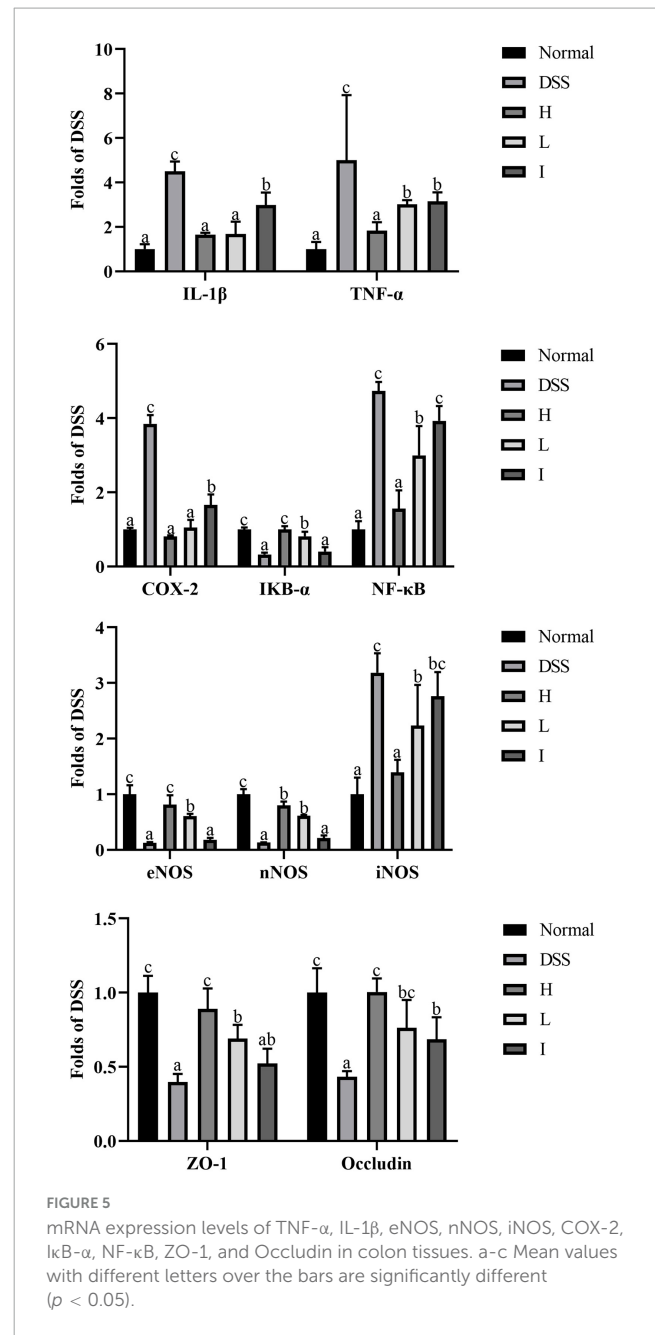 10
8
6
4
2
0
Folds of DSS
a
c
a
a
b
a
c
a
b
b
IL-1β
TNF-α
Normal
DSS
H
L
I
6
4
2
0
Folds of DSS
a
c
a
a
b
c
a
c
b
a
a
c
a
b
c
COX-2
IKB-α
NF-κB
Normal
DSS
H
L
I
4
3
2
1
0
Folds of DSS
c
a
c
b
a
c
a
b
b
a
a
c
a
b
bc
eNOS
nNOS
iNOS
Normal
DSS
H
L
I
1.5
1.0
0.5
0.0
Folds of DSS
c
a
c
b
ab
c
a
c
bc
b
ZO-1
Occludin
Normal
DSS
H
L
I
FIGURE 5
mRNA expression levels of TNF-α, IL-1β, eNOS, nNOS, iNOS, COX-2,
IκB-α, NF-κB, ZO-1, and Occludin in colon tissues. a-c Mean values
with different letters over the bars are significantly different
(p < 0.05).